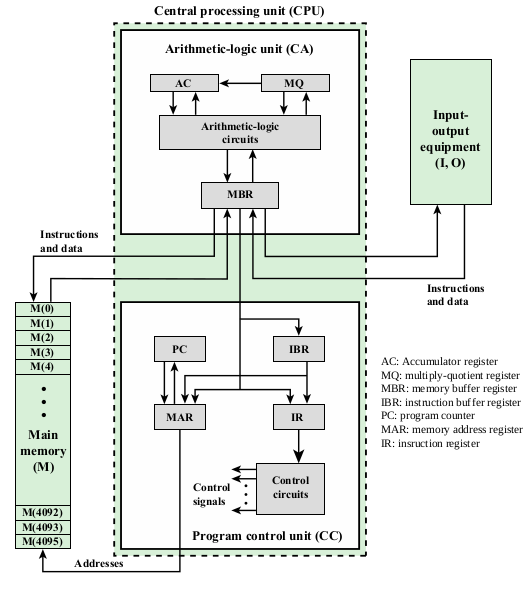 Central processing unit (CPU)
Arithmetic-logic unit (CA)
AC
MQ
Arithmetic-logic
circuits
MBR
Input-
output
equipment
(I, O)
Instructions
and data
Instructions
and data
M(0)
M(1)
M(2)
M(3)
M(4)
Main
memory
(M)
M(4092)
M(4093)
M(4095)
PC
IBR
MAR
IR
Control
signals
Control
circuits
Program control unit (CC)
Addresses
AC: Accumulator register
MQ: multiply-quotient register
MBR: memory buffer register
IBR: instruction buffer register
PC: program counter
MAR: memory address register
IR: insruction register